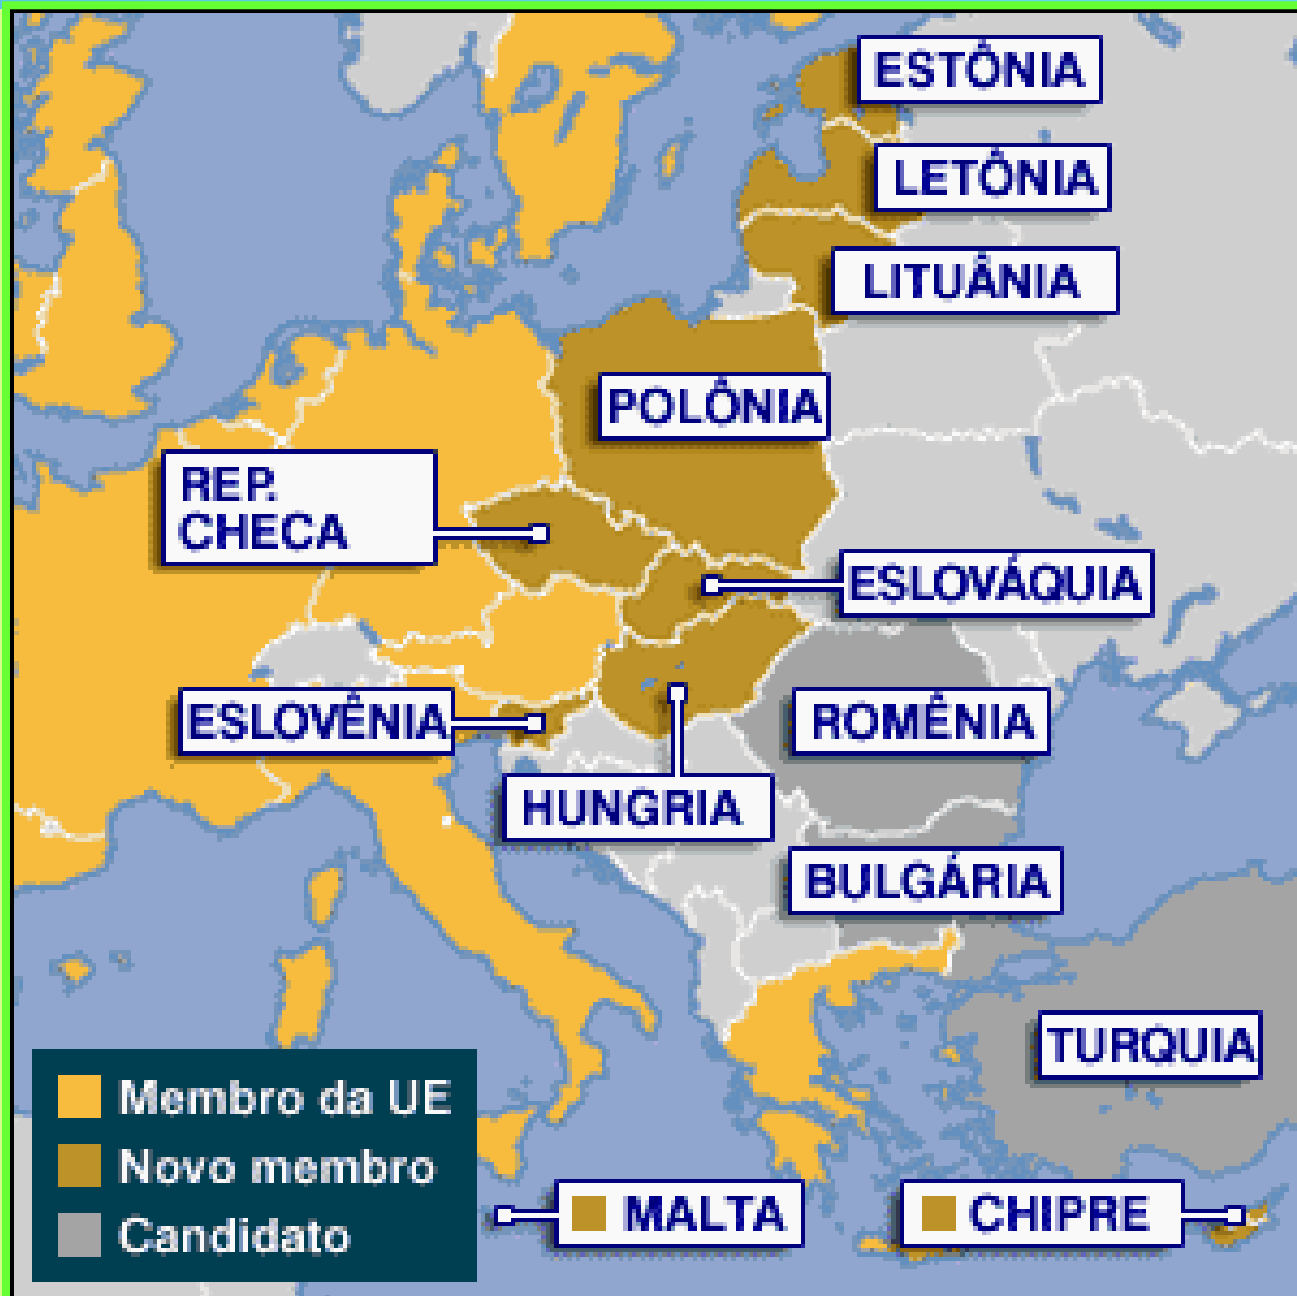 ESTÔNIA
LETÔNIA
LITUÂNIA
POLÔNIA
REP.
CHECA
ESLOVÁQUIA
ESLOVÊNIA
ROMÊNIA
HUNGRIA
BULGÁRIA
TURQUIA
Membro da UE
Novo membro
Candidato
MALTA
CHIPRE